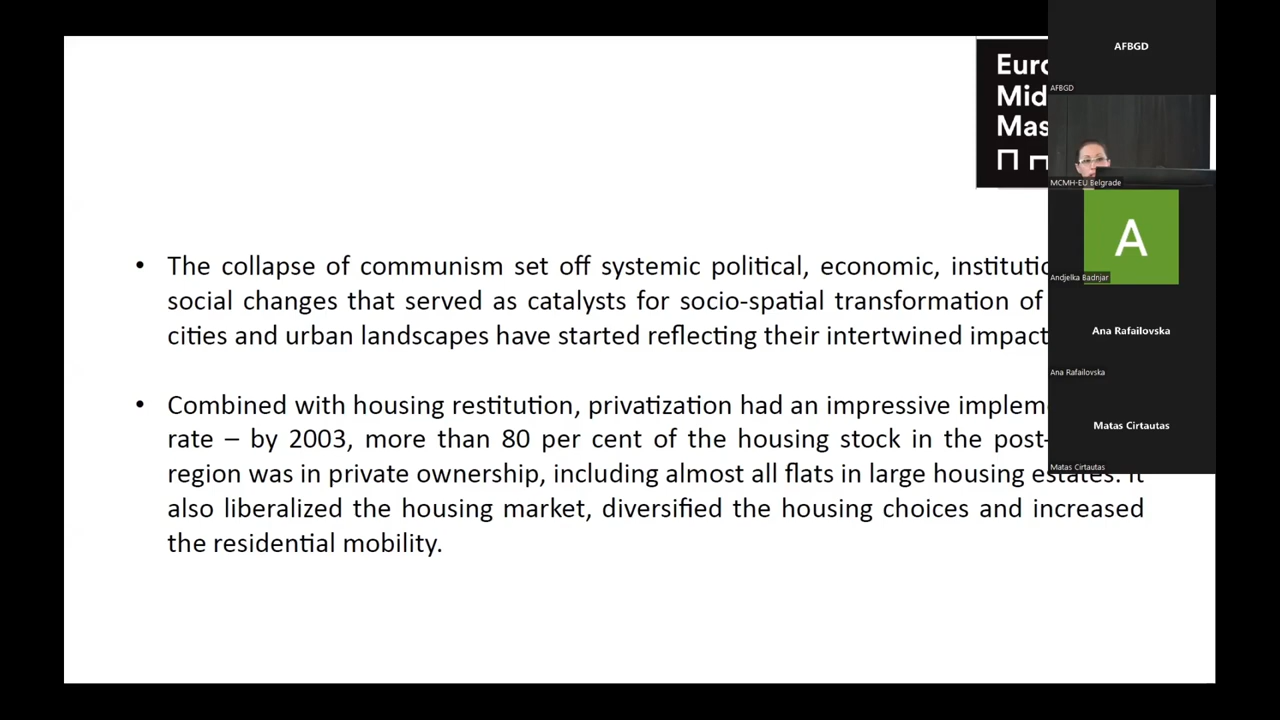 Euro
Mid
Mas
• The collapse of communism set off systemic political, economic,
social changes that served as catalysts for socio-spatial transformation of
cities and urban landscapes have started reflecting their intertwined impact
• Combined with housing restitution, privatization had an impressive
rate – by 2003, more than 80 per cent of the housing stock in the post-
region was in private ownership, including almost all flats in large housing estates. It
also liberalized the housing market, diversified the housing choices and increased
the residential mobility.
AFBGD
AFBGD
MCMH-EU Belgrade
A
Andjelka Badnjar
Ana Rafailovska
Ana Rafailovska
Matas Cirtautas
Matas Cirtautas